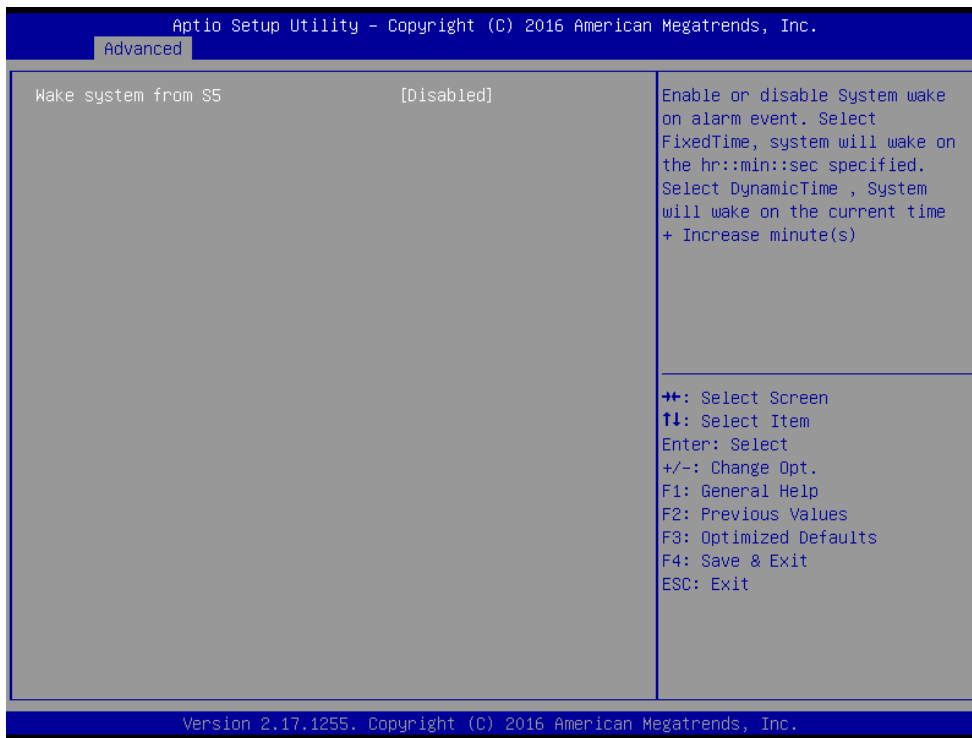 Aptio Setup Utility – Copyright (C) 2016 American Megatrends, Inc.
Advanced
Wake system from S5 [Disabled]
Enable or disable System wake
on alarm event. Select
FixedTime, system will wake on
the hr::min::sec specified.
Select DynamicTime , System
will wake on the current time
+ Increase minute(s)
→←: Select Screen
↑↓: Select Item
Enter: Select
+/-: Change Opt.
F1: General Help
F2: Previous Values
F3: Optimized Defaults
F4: Save & Exit
ESC: Exit
Version 2.17.1255. Copyright (C) 2016 American Megatrends, Inc.